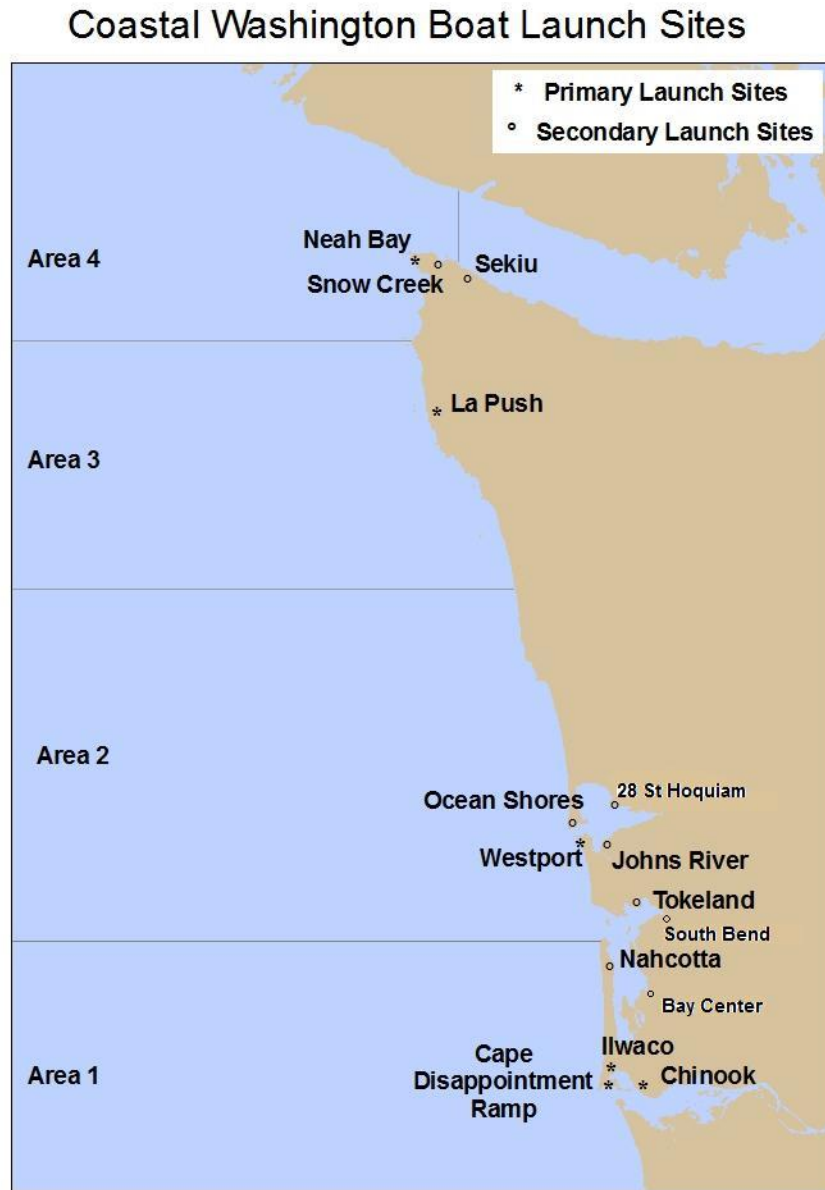 Coastal Washington Boat Launch Sites
* Primary Launch Sites
° Secondary Launch Sites
Neah Bay
Area 4
Sekiu
Snow Creek
La Push
Area 3
Area 2
28 St Hoquiam
Ocean Shores
Westport
Johns River
Tokeland
South Bend
Nahcotta
Bay Center
Ilwaco
Cape
Disappointment
Ramp
Area 1
Chinook